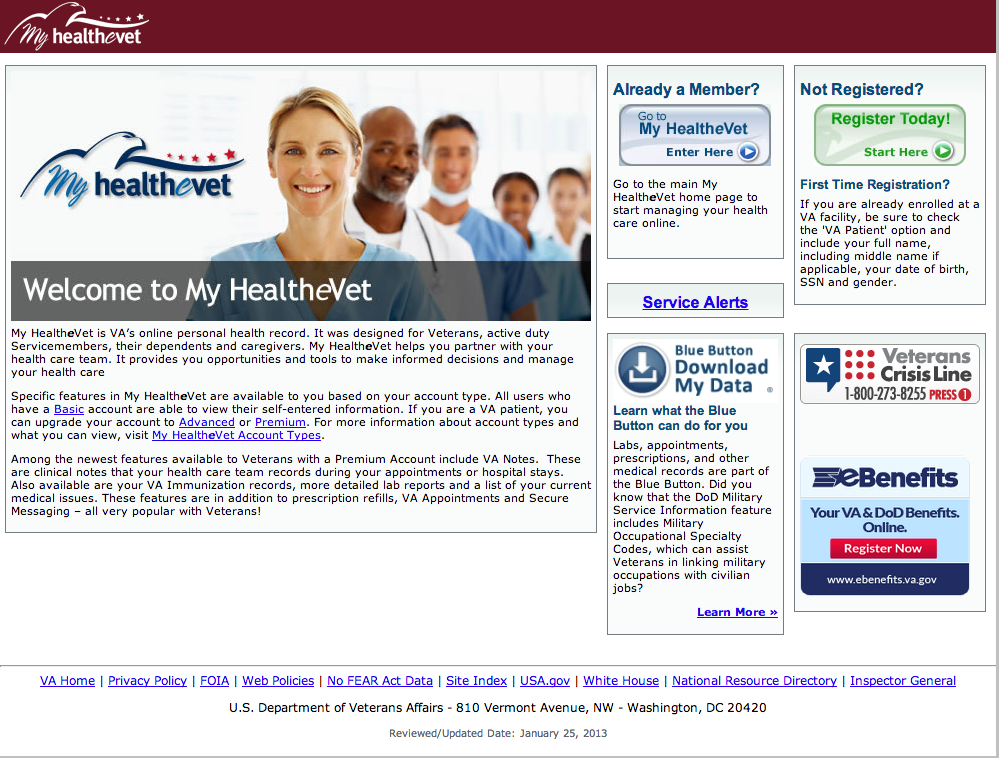 My healthevet
My healthevet
Welcome to My HealtheVet
My HealtheVet is VA’s online personal health record. It was designed for Veterans, active duty
Servicemembers, their dependents and caregivers. My HealtheVet helps you partner with your
health care team. It provides you opportunities and tools to make informed decisions and manage
your health care
Specific features in My HealtheVet are available to you based on your account type. All users who
have a Basic account are able to view their self-entered information. If you are a VA patient, you
can upgrade your account to Advanced or Premium. For more information about account types and
what you can view, visit My HealtheVet Account Types.
Among the newest features available to Veterans with a Premium Account include VA Notes.  These
are clinical notes that your health care team records during your appointments or hospital stays.
Also available are your VA Immunization records, more detailed lab reports and a list of your current
medical issues. These features are in addition to prescription refills, VA Appointments and Secure
Messaging – all very popular with Veterans!
Already a Member?
Go to
My HealtheVet
Enter Here
Go to the main My
HealtheVet home page to
start managing your health
care online.
Service Alerts
Blue Button
Download
My Data ®
Learn what the Blue
Button can do for you
Labs, appointments,
prescriptions, and other
medical records are part of
the Blue Button. Did you
know that the DoD Military
Service Information feature
includes Military
Occupational Specialty
Codes, which can assist
Veterans in linking military
occupations with civilian
jobs?
Learn More »
Not Registered?
Register Today!
Start Here
First Time Registration?
If you are already enrolled at a
VA facility, be sure to check
the 'VA Patient' option and
include your full name,
including middle name if
applicable, your date of birth,
SSN and gender.
Veterans
Crisis Line
1-800-273-8255 PRESS 1
eBenefits
Your VA & DoD Benefits.
Online.
Register Now
www.ebenefits.va.gov
VA Home | Privacy Policy | FOIA | Web Policies | No FEAR Act Data | Site Index | USA.gov | White House | National Resource Directory | Inspector General
U.S. Department of Veterans Affairs - 810 Vermont Avenue, NW - Washington, DC 20420
Reviewed/Updated Date: January 25, 2013